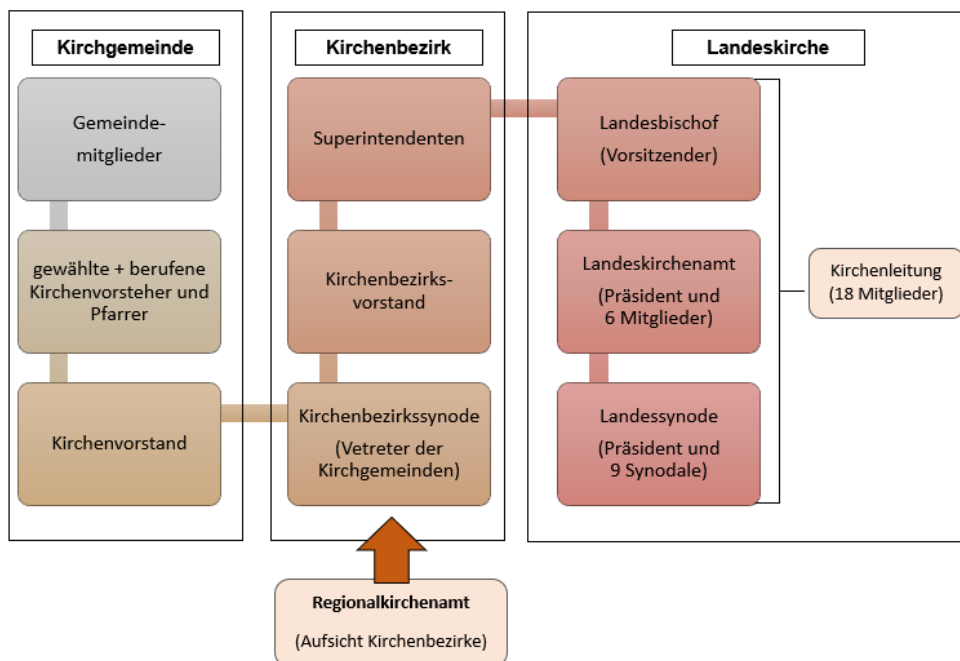 Kirchgemeinde
Gemeinde-
mitglieder
gewählte + berufene
Kirchenvorsteher und
Pfarrer
Kirchenvorstand
Kirchenbezirk
Superintendenten
Kirchenbezirks-
vorstand
Kirchenbezirkssynode
(Vetreter der
Kirchgemeinden)
Regionalkirchenamt
(Aufsicht Kirchenbezirke)
Landeskirche
Landesbischof
(Vorsitzender)
Landeskirchenamt
(Präsident und
6 Mitglieder)
Landessynode
(Präsident und
9 Synodale)
Kirchenleitung
(18 Mitglieder)